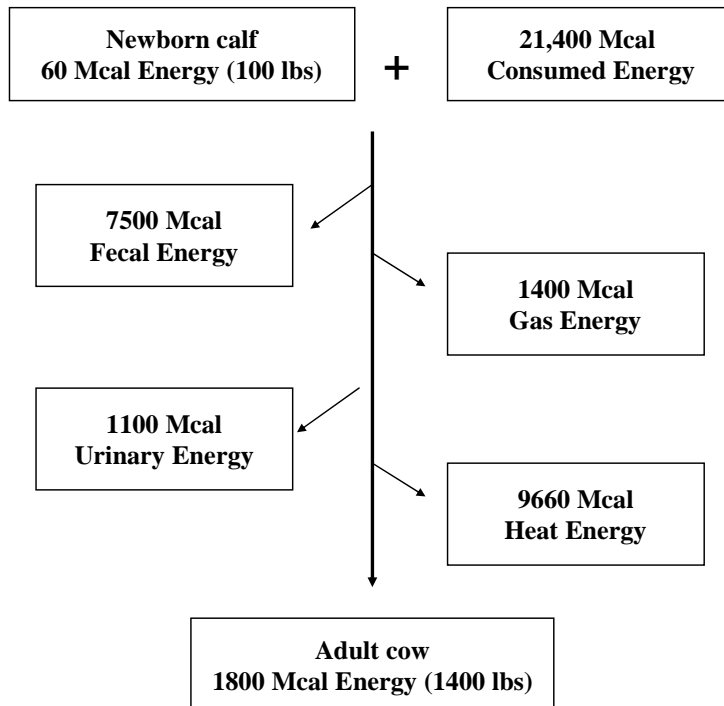 Newborn calf
60 Mcal Energy (100 lbs)
+
21,400 Mcal
Consumed Energy
7500 Mcal
Fecal Energy
1400 Mcal
Gas Energy
1100 Mcal
Urinary Energy
9660 Mcal
Heat Energy
Adult cow
1800 Mcal Energy (1400 lbs)